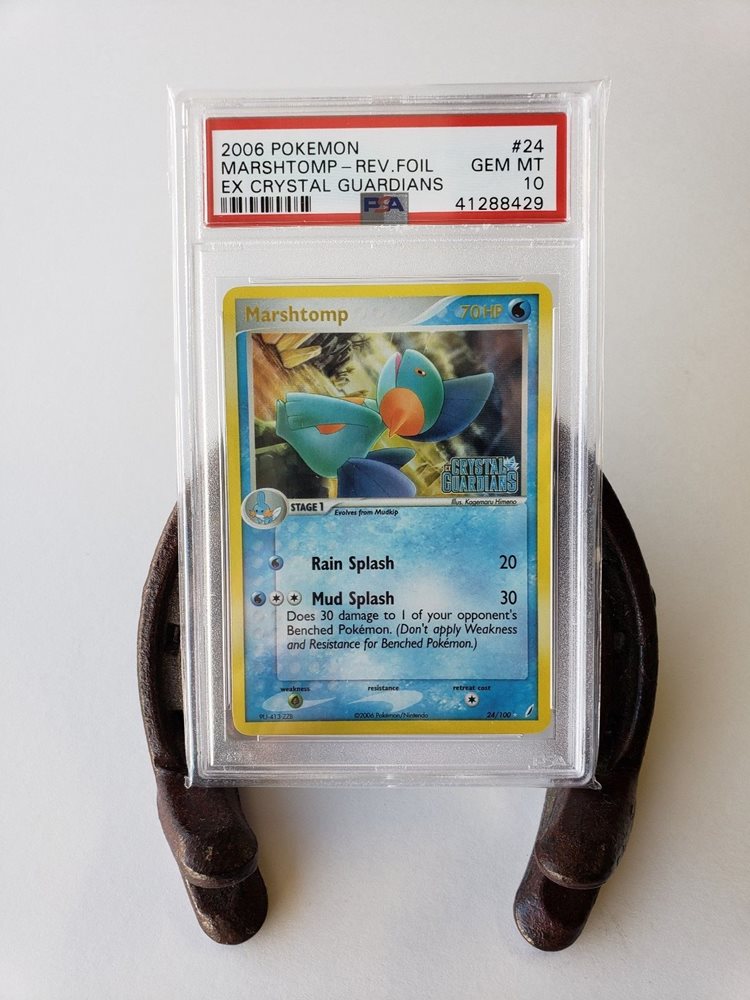 2006 POKEMON #24
MARSHTOMP - REV.FOIL GEM MT
EX CRYSTAL GUARDIANS 10
PSA 41288429
Marshtomp 70 HP
EX CRYSTAL GUARDIANS
Illus. Kagemaru Himeno
STAGE 1 Evolves from Mudkip
Rain Splash 20
Mud Splash 30
Does 30 damage to 1 of your opponent's
Benched Pokémon. (Don't apply Weakness
and Resistance for Benched Pokémon.)
weakness resistance retreat cost
©2006 Pokémon/Nintendo 24/100